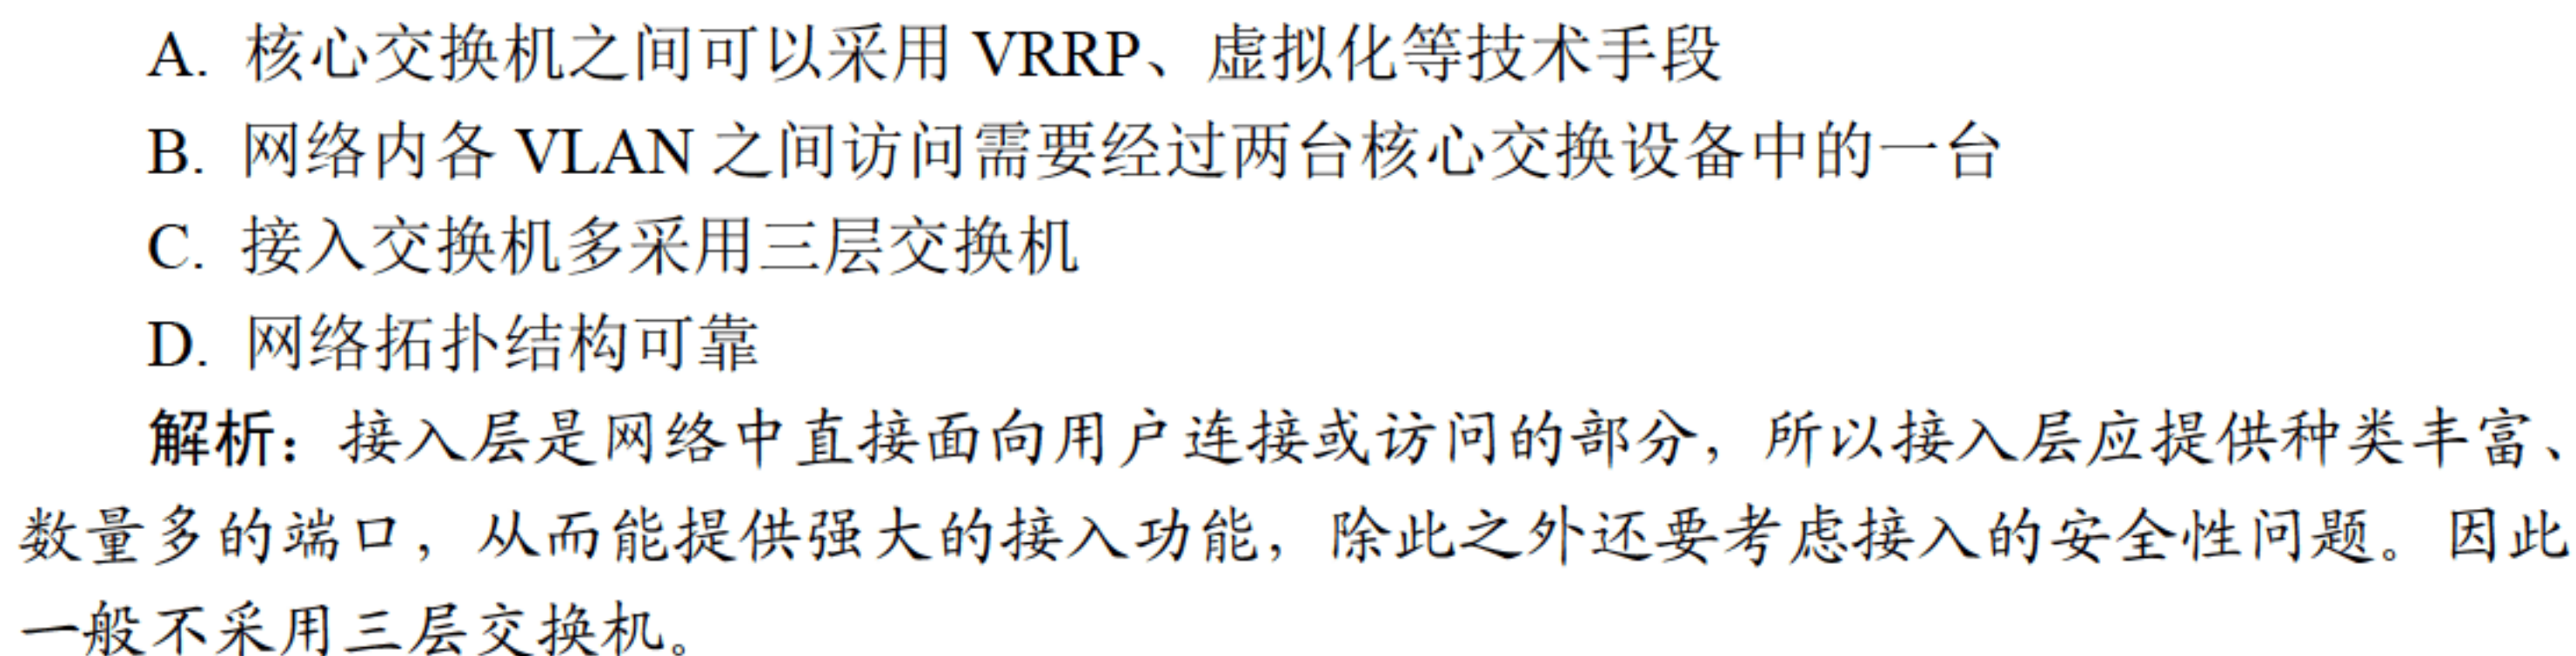 A. 核心交换机之间可以采用 VRRP、虚拟化等技术手段
B. 网络内各 VLAN 之间访问需要经过两台核心交换设备中的一台
C. 接入交换机多采用三层交换机
D. 网络拓扑结构可靠
解析：接入层是网络中直接面向用户连接或访问的部分，所以接入层应提供种类丰富、
数量多的端口，从而能提供强大的接入功能，除此之外还要考虑接入的安全性问题。因此
一般不采用三层交换机。